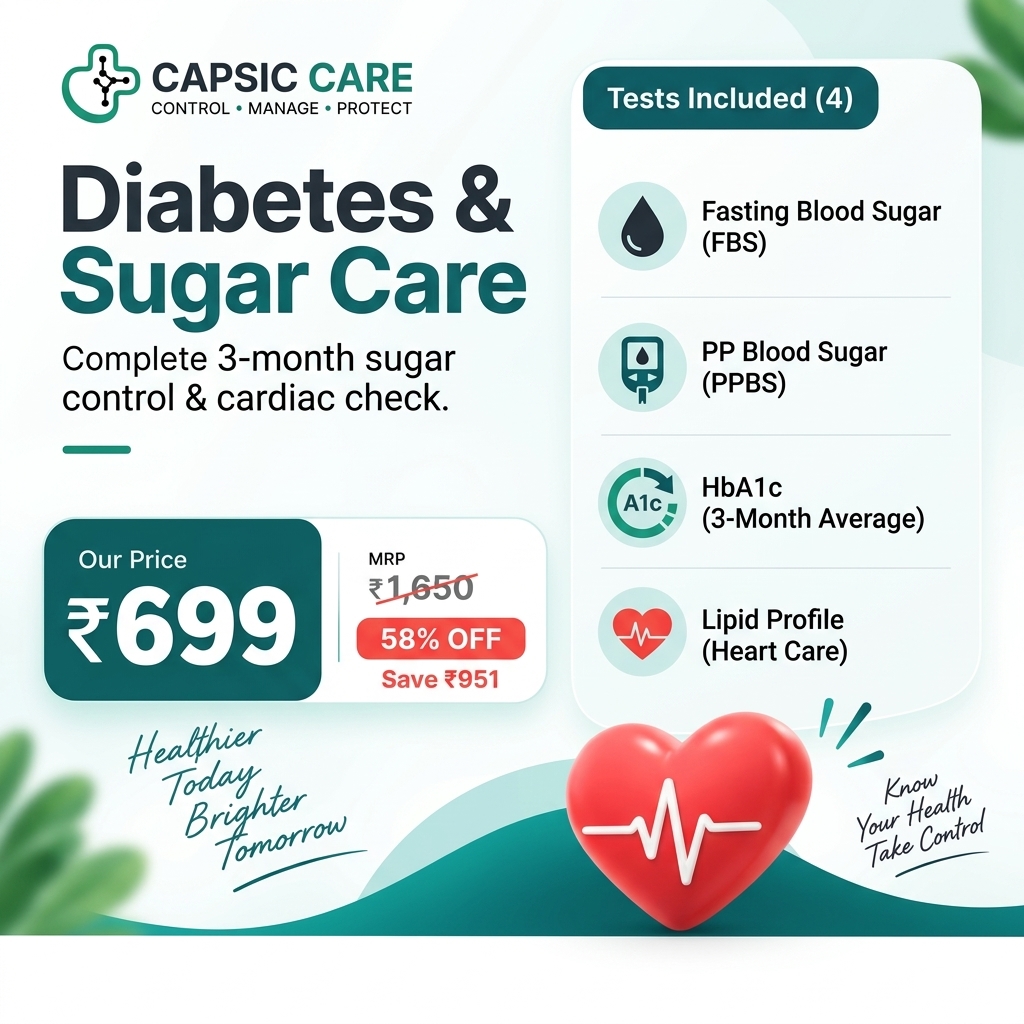 CAPSIC CARE
CONTROL • MANAGE • PROTECT
Diabetes &
Sugar Care
Complete 3-month sugar
control & cardiac check.
Our Price
₹699
MRP
₹1,650
58% OFF
Save ₹951
Healthier
Today
Brighter
Tomorrow
Tests Included (4)
Fasting Blood Sugar
(FBS)
PP Blood Sugar
(PPBS)
A1c
HbA1c
(3-Month Average)
Lipid Profile
(Heart Care)
Know
Your Health
Take Control